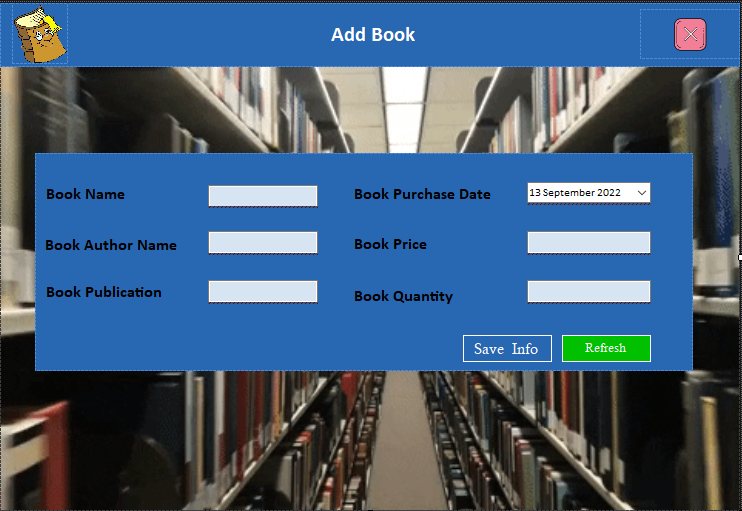 Add Book
Book Name
Book Purchase Date
13 September 2022
Book Author Name
Book Price
Book Publication
Book Quantity
Save Info
Refresh